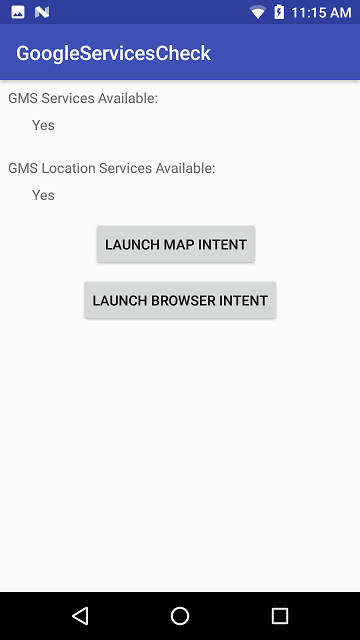 11:15 AM
GoogleServicesCheck
GMS Services Available:
Yes
GMS Location Services Available:
Yes
LAUNCH MAP INTENT
LAUNCH BROWSER INTENT